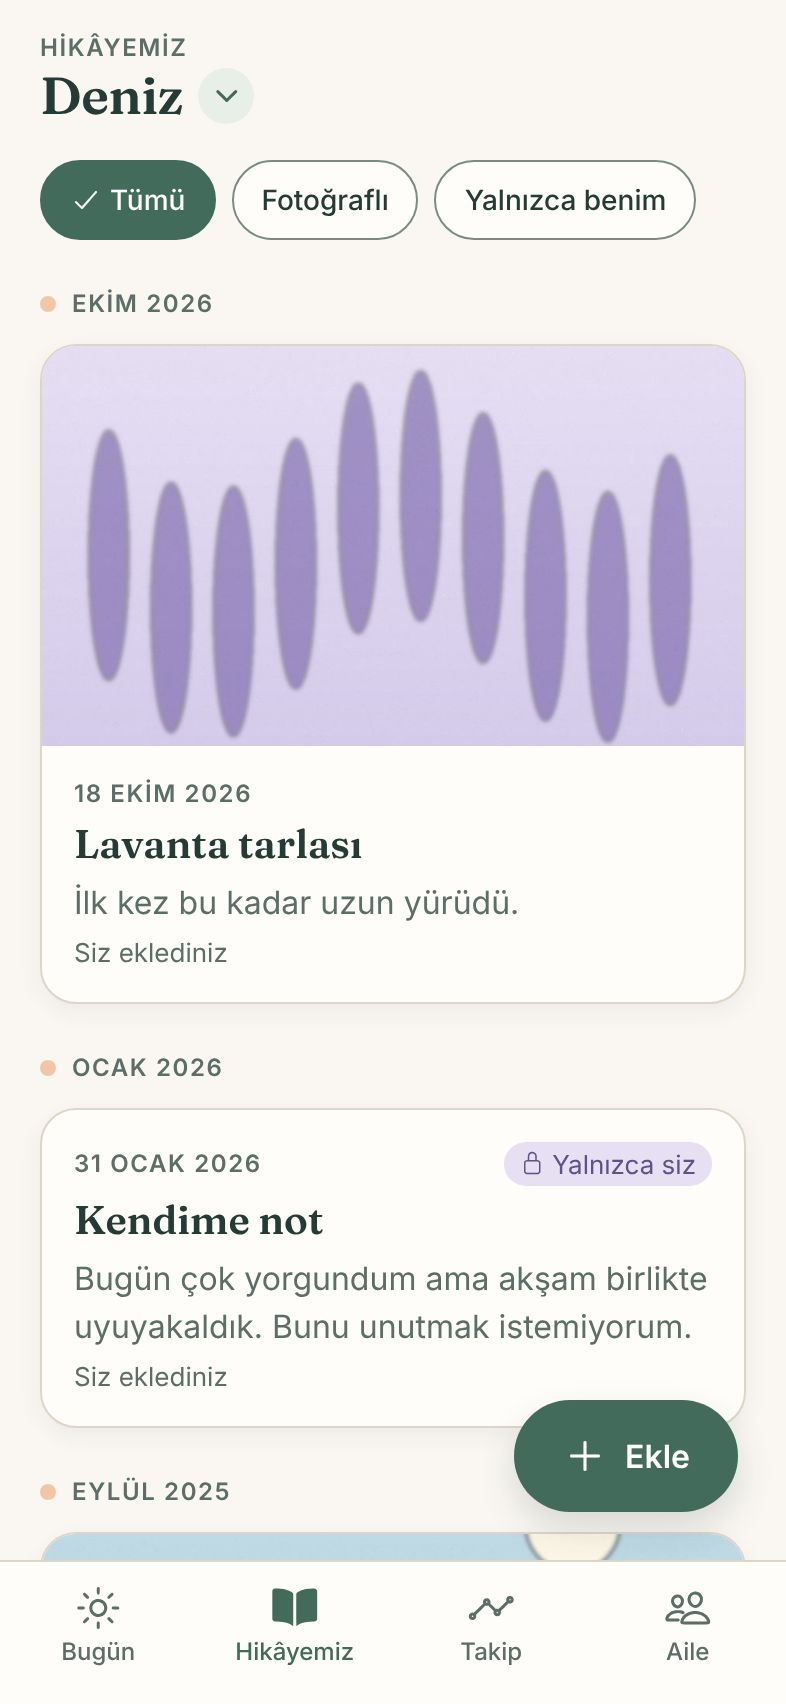 HİKÂYEMİZ
Deniz
Tümü
Fotoğraflı
Yalnızca benim
EKİM 2026
18 EKİM 2026
Lavanta tarlası
İlk kez bu kadar uzun yürüdü.
Siz eklediniz
OCAK 2026
31 OCAK 2026
Yalnızca siz
Kendime not
Bugün çok yorgundum ama akşam birlikte
uyuyakaldık. Bunu unutmak istemiyorum.
Siz eklediniz
Ekle
EYLÜL 2025
Bugün
Hikâyemiz
Takip
Aile